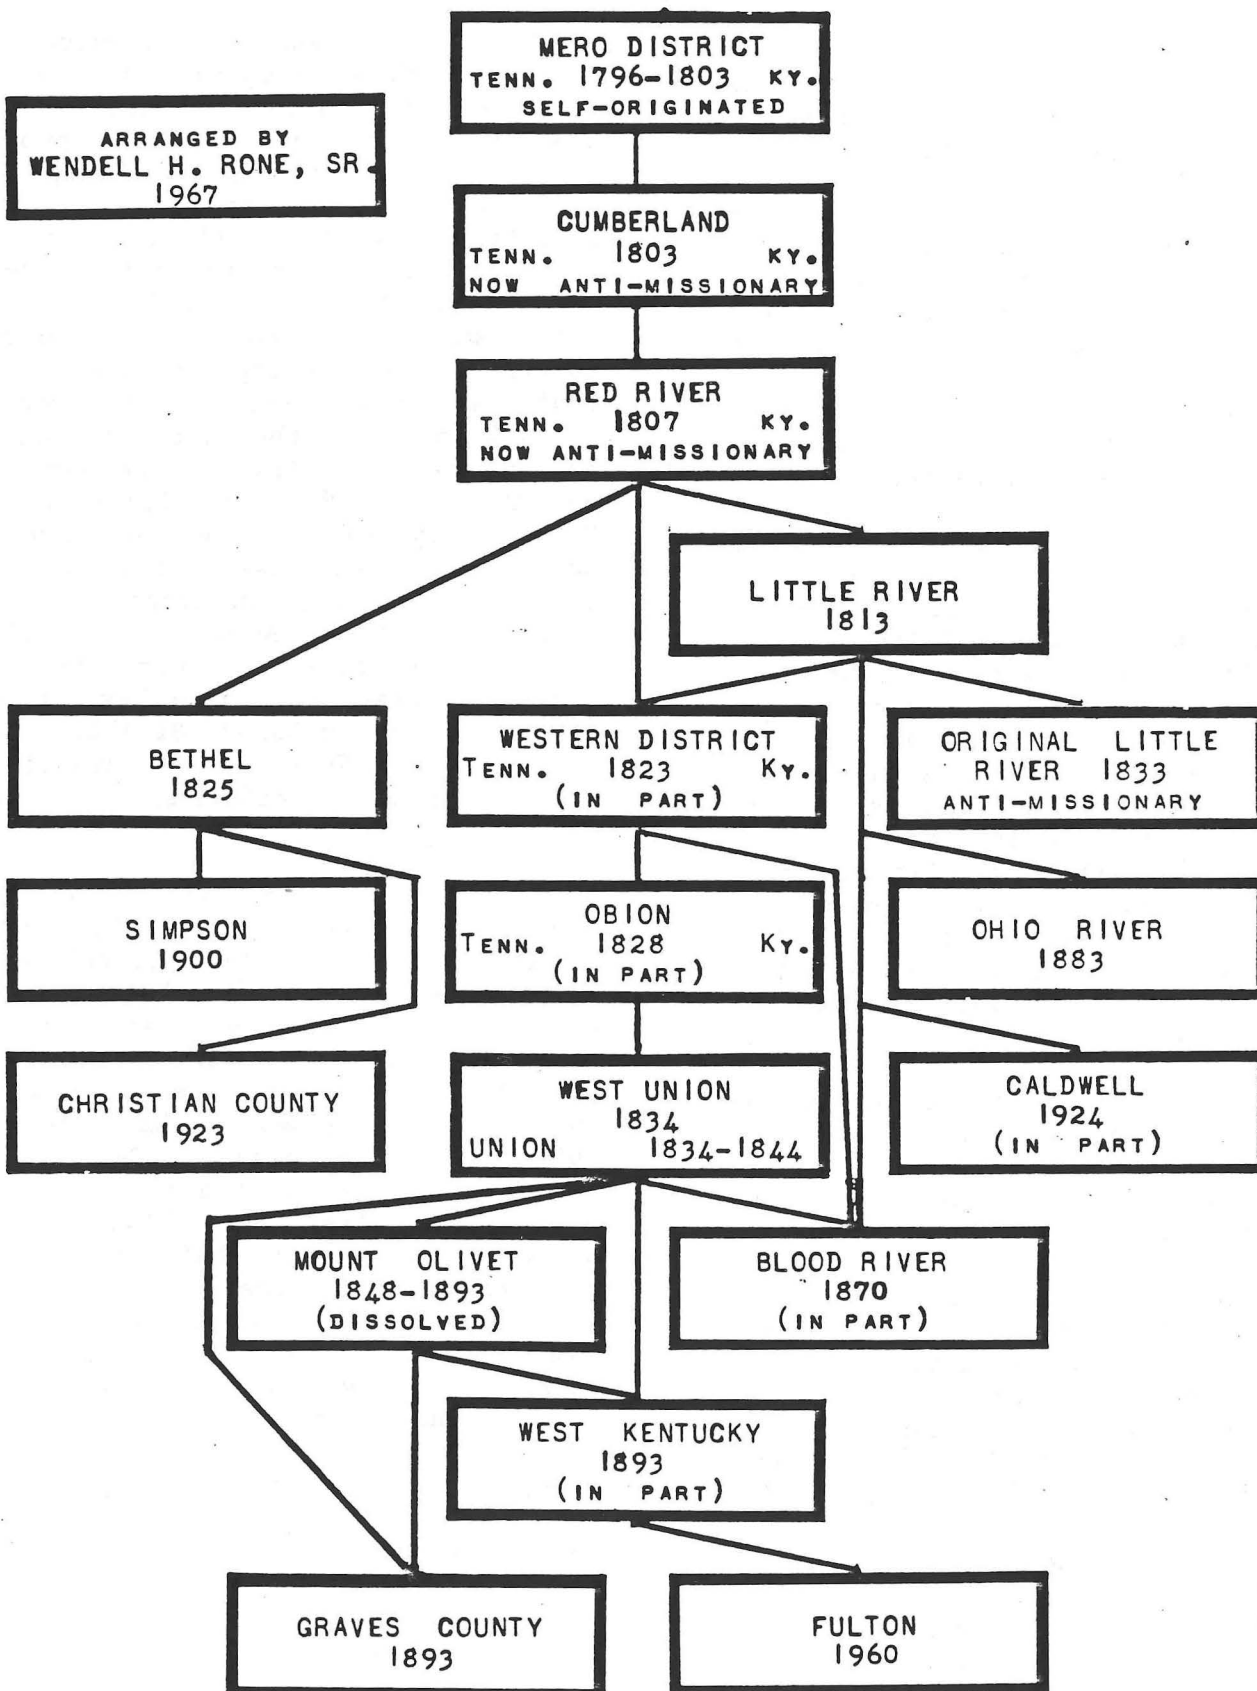 MERO DISTRICT
TENN. 1796-1803 KY.
SELF-ORIGINATED
ARRANGED BY
WENDELL H. RONE, SR.
1967
CUMBERLAND
TENN. 1803 KY.
NOW ANTI-MISSIONARY
RED RIVER
TENN. 1807 KY.
NOW ANTI-MISSIONARY
LITTLE RIVER
1813
BETHEL
1825
WESTERN DISTRICT
TENN. 1823 KY.
(IN PART)
ORIGINAL LITTLE
RIVER 1833
ANTI-MISSIONARY
SIMPSON
1900
OBION
TENN. 1828 KY.
(IN PART)
OHIO RIVER
1883
CHRISTIAN COUNTY
1923
WEST UNION
1834
UNION 1834-1844
CALDWELL
1924
(IN PART)
MOUNT OLIVET
1848-1893
(DISSOLVED)
BLOOD RIVER
1870
(IN PART)
WEST KENTUCKY
1893
(IN PART)
GRAVES COUNTY
1893
FULTON
1960